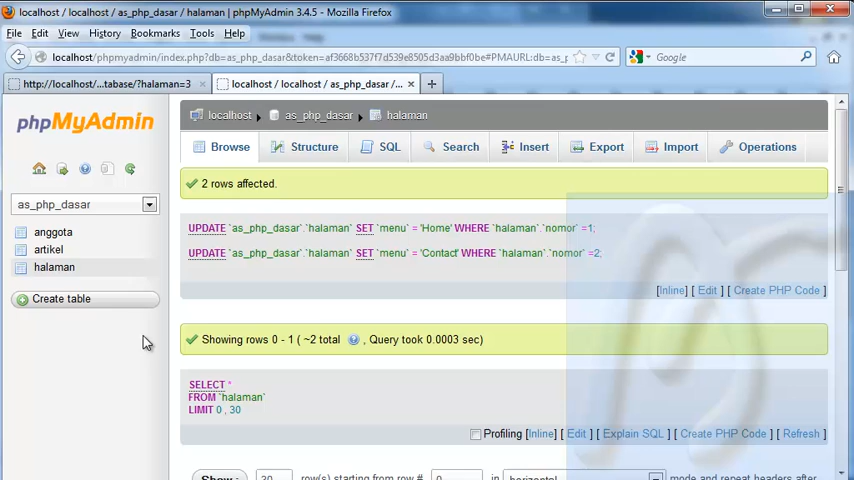 localhost / localhost / as_php_dasar / halaman | phpMyAdmin 3.4.5 - Mozilla Firefox
File Edit View History Bookmarks Tools Help
localhost/phpmyadmin/index.php?db=as_php_dasar&token=af3668b537f7d539e8505d3aa9bbf0be#PMAURL:db=as_p
Google
http://localhost/...tabase/?halaman=3
localhost / localhost / as_php_dasar /...
phpMyAdmin
localhost as_php_dasar halaman
Browse Structure SQL Search Insert Export Import Operations
as_php_dasar
anggota
artikel
halaman
Create table
2 rows affected.
UPDATE `as_php_dasar`.`halaman` SET `menu` = 'Home' WHERE `halaman`.`nomor` =1;
UPDATE `as_php_dasar`.`halaman` SET `menu` = 'Contact' WHERE `halaman`.`nomor` =2;
[Inline] [ Edit ] [ Create PHP Code ]
Showing rows 0 - 1 ( ~2 total , Query took 0.0003 sec)
SELECT *
FROM `halaman`
LIMIT 0 , 30
Profiling [Inline] [ Edit ] [ Explain SQL ] [ Create PHP Code ] [ Refresh ]
Show : 30 row(s) starting from row # 0 in horizontal mode and repeat headers after